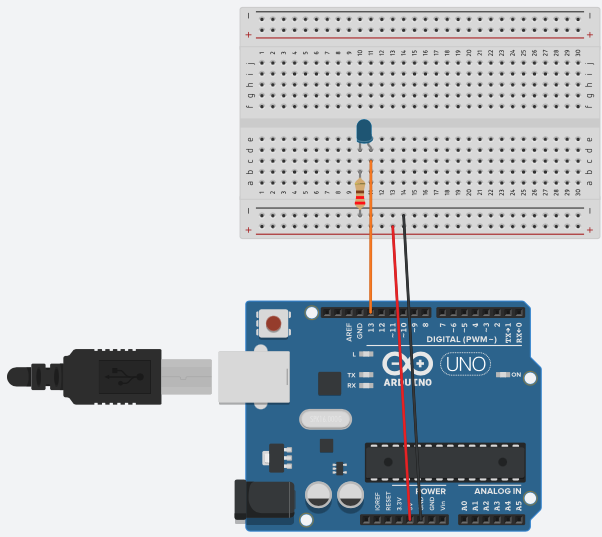 − −
+ +
1 2 3 4 5 6 7 8 9 10 11 12 13 14 15 16 17 18 19 20 21 22 23 24 25 26 27 28 29 30
j j
i i
h h
g g
f f
e e
d d
c c
b b
a a
1 2 3 4 5 6 7 8 9 10 12 13 14 15 16 17 18 19 20 21 22 23 24 25 26 27 28 29 30
− −
+ +
AREF GND 13 12 ~11 ~10 ~9 8 7 ~6 ~5 4 ~3 2 TX→1 RX←0
DIGITAL (PWM~)
L
TX
RX
ARDUINO
UNO
ON
POWER ANALOG IN
IOREF RESET 3.3V GND Vin A0 A1 A2 A3 A4 A5